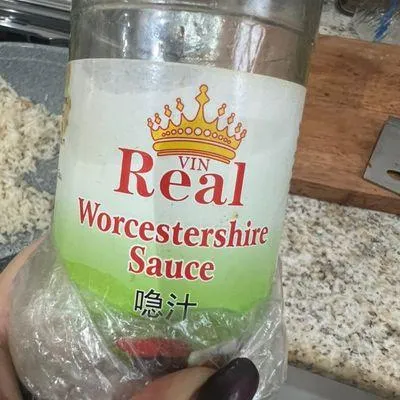 VIN
Real
Worcestershire
Sauce
喼汁